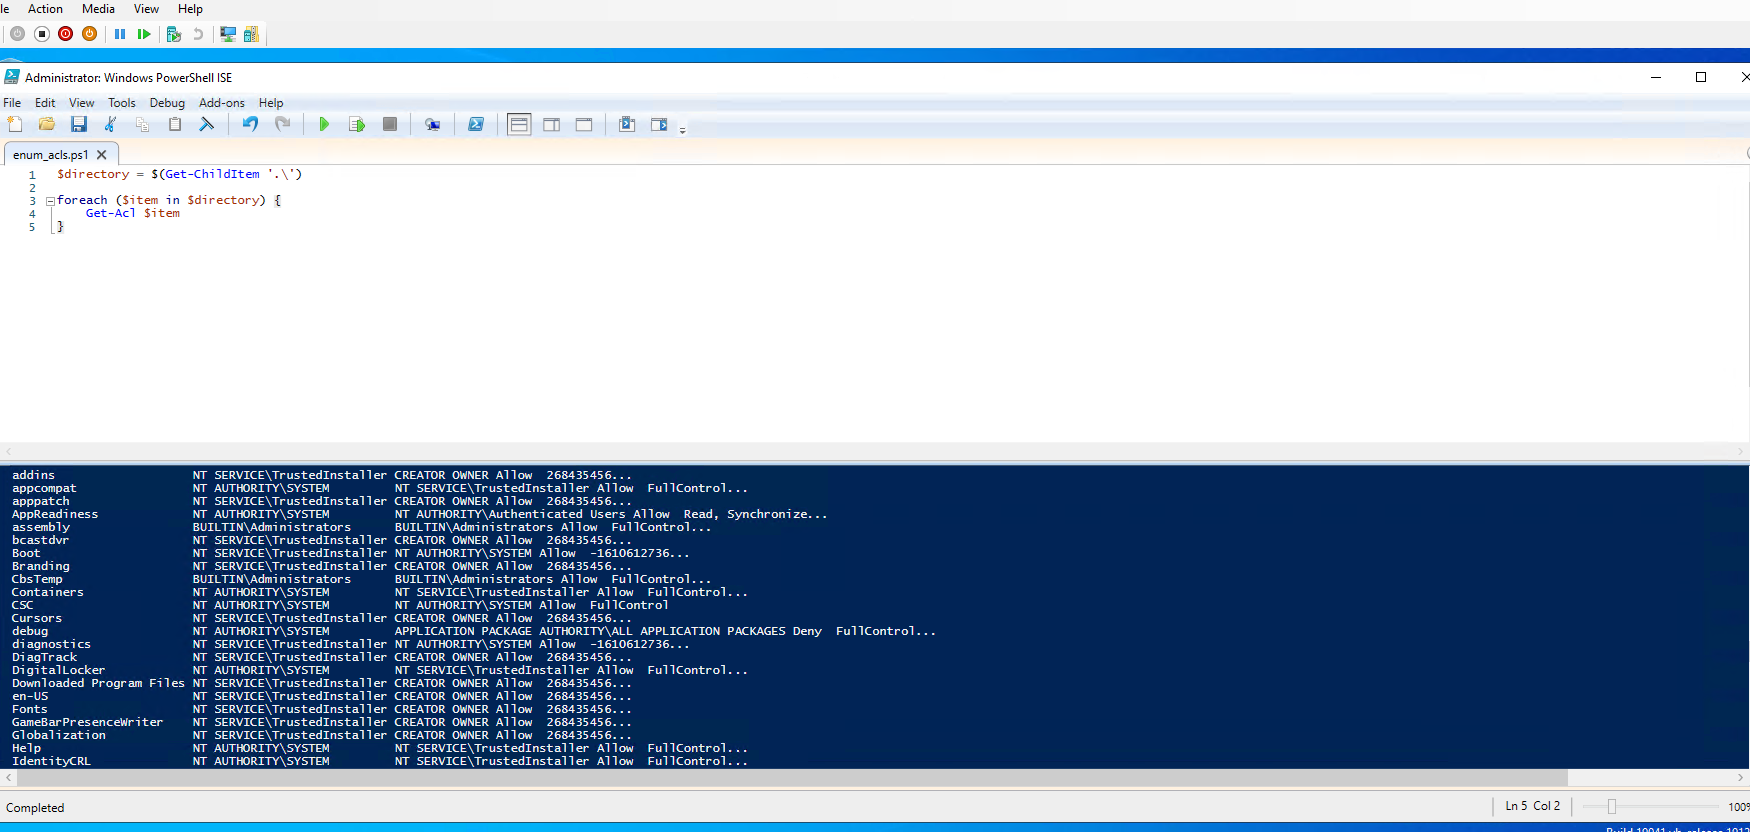 le Action Media View Help
Administrator: Windows PowerShell ISE
File Edit View Tools Debug Add-ons Help
enum_acls.ps1
1 $directory = $(Get-ChildItem '.\')
2
3 foreach ($item in $directory) {
4 Get-Acl $item
5 }
addins NT SERVICE\TrustedInstaller CREATOR OWNER Allow 268435456...
appcompat NT AUTHORITY\SYSTEM NT SERVICE\TrustedInstaller Allow FullControl...
apppatch NT SERVICE\TrustedInstaller CREATOR OWNER Allow 268435456...
AppReadiness NT AUTHORITY\SYSTEM NT AUTHORITY\Authenticated Users Allow Read, Synchronize...
assembly BUILTIN\Administrators BUILTIN\Administrators Allow FullControl...
bcastdvr NT SERVICE\TrustedInstaller CREATOR OWNER Allow 268435456...
Boot NT SERVICE\TrustedInstaller NT AUTHORITY\SYSTEM Allow -1610612736...
Branding NT SERVICE\TrustedInstaller CREATOR OWNER Allow 268435456...
CbsTemp BUILTIN\Administrators BUILTIN\Administrators Allow FullControl...
Containers NT AUTHORITY\SYSTEM NT SERVICE\TrustedInstaller Allow FullControl...
CSC NT AUTHORITY\SYSTEM NT AUTHORITY\SYSTEM Allow FullControl
Cursors NT SERVICE\TrustedInstaller CREATOR OWNER Allow 268435456...
debug NT AUTHORITY\SYSTEM APPLICATION PACKAGE AUTHORITY\ALL APPLICATION PACKAGES Deny FullControl...
diagnostics NT SERVICE\TrustedInstaller NT AUTHORITY\SYSTEM Allow -1610612736...
DiagTrack NT SERVICE\TrustedInstaller CREATOR OWNER Allow 268435456...
DigitalLocker NT AUTHORITY\SYSTEM NT SERVICE\TrustedInstaller Allow FullControl...
Downloaded Program Files NT SERVICE\TrustedInstaller CREATOR OWNER Allow 268435456...
en-US NT SERVICE\TrustedInstaller CREATOR OWNER Allow 268435456...
Fonts NT SERVICE\TrustedInstaller CREATOR OWNER Allow 268435456...
GameBarPresenceWriter NT SERVICE\TrustedInstaller CREATOR OWNER Allow 268435456...
Globalization NT SERVICE\TrustedInstaller CREATOR OWNER Allow 268435456...
Help NT AUTHORITY\SYSTEM NT SERVICE\TrustedInstaller Allow FullControl...
IdentityCRL NT AUTHORITY\SYSTEM NT SERVICE\TrustedInstaller Allow FullControl...
Completed Ln 5 Col 2 100%